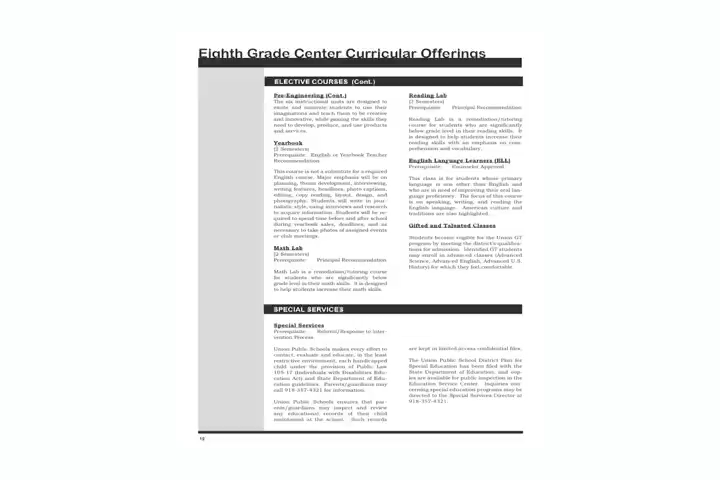 Eighth Grade Center Curricular Offerings
ELECTIVE COURSES (Cont.)
Pre-Engineering (Cont.)
The six instructional units are designed to
excite and motivate students to use their
imaginations and teach them to be creative
and innovative, while gaining the skills they
need to develop, produce, and use products
and services.
Yearbook
(2 Semesters)
Prerequisite: English or Yearbook Teacher
Recommendation
This course is not a substitute for a required
English course. Major emphasis will be on
planning, theme development, interviewing,
writing features, headlines, photo captions,
editing, copy reading, layout, design, and
photography. Students will write in jour-
nalistic style, using interviews and research
to acquire information. Students will be re-
quired to spend time before and after school
during yearbook sales, deadlines, and as
necessary to take photos of assigned events
or club meetings.
Math Lab
(2 Semesters)
Prerequisite: Principal Recommendation
Math Lab is a remediation/tutoring course
for students who are significantly below
grade level in their math skills. It is designed
to help students increase their math skills.
Reading Lab
(2 Semesters)
Prerequisite: Principal Recommendation
Reading Lab is a remediation/tutoring
course for students who are significantly
below grade level in their reading skills. It
is designed to help students increase their
reading skills with an emphasis on com-
prehension and vocabulary.
English Language Learners (ELL)
Prerequisite: Counselor Approval
This class is for students whose primary
language is one other than English and
who are in need of improving their oral lan-
guage proficiency. The focus of this course
is on speaking, writing, and reading the
English language. American culture and
traditions are also highlighted.
Gifted and Talented Classes
Students become eligible for the Union GT
program by meeting the district's qualifica-
tions for admission. Identified GT students
may enroll in advanced classes (Advanced
Science, Advanced English, Advanced U.S.
History) for which they feel comfortable.
SPECIAL SERVICES
Special Services
Prerequisite: Referral/Response to Inter-
vention Process
Union Public Schools makes every effort to
contact, evaluate and educate, in the least
restrictive environment, each handicapped
child under the provision of Public Law
105-17 (Individuals with Disabilities Edu-
cation Act) and State Department of Edu-
cation guidelines. Parents/guardians may
call 918-357-4321 for information.
Union Public Schools ensures that par-
ents/guardians may inspect and review
any educational records of their child
maintained at the school. Such records
are kept in limited access confidential files.
The Union Public School District Plan for
Special Education has been filed with the
State Department of Education, and cop-
ies are available for public inspection in the
Education Service Center. Inquiries con-
cerning special education programs may be
directed to the Special Services Director at
918-357-4321.